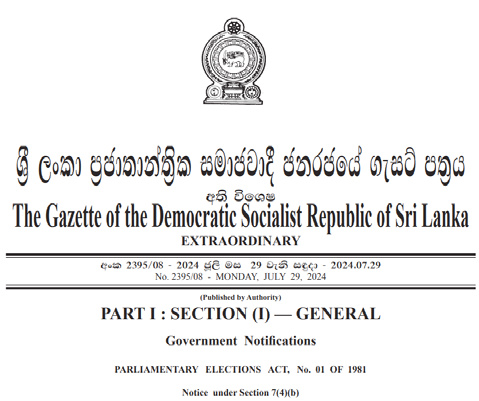 ශ්‍රී ලංකා ප්‍රජාතාන්ත්‍රික සමාජවාදී ජනරජයේ ගැසට් පත්‍රය
අති විශෙෂ
The Gazette of the Democratic Socialist Republic of Sri Lanka
EXTRAORDINARY
අංක 2395/08 - 2024 ජූලි මස 29 වැනි සඳුදා - 2024.07.29
No. 2395/08 - MONDAY, JULY 29, 2024
(Published by Authority)
PART I : SECTION (I) — GENERAL
Government Notifications
PARLIAMENTARY ELECTIONS ACT, No. 01 OF 1981
Notice under Section 7(4)(b)